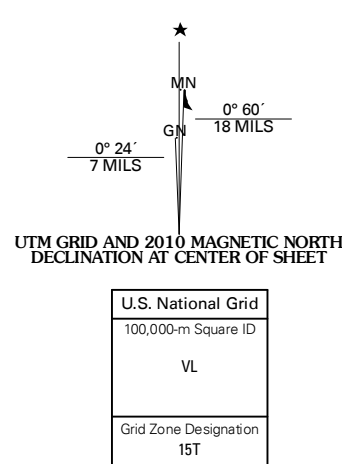 ★
MN
0° 60´
18 MILS
GN
0° 24´
7 MILS
UTM GRID AND 2010 MAGNETIC NORTH
DECLINATION AT CENTER OF SHEET
U.S. National Grid
100,000-m Square ID
VL
Grid Zone Designation
15T